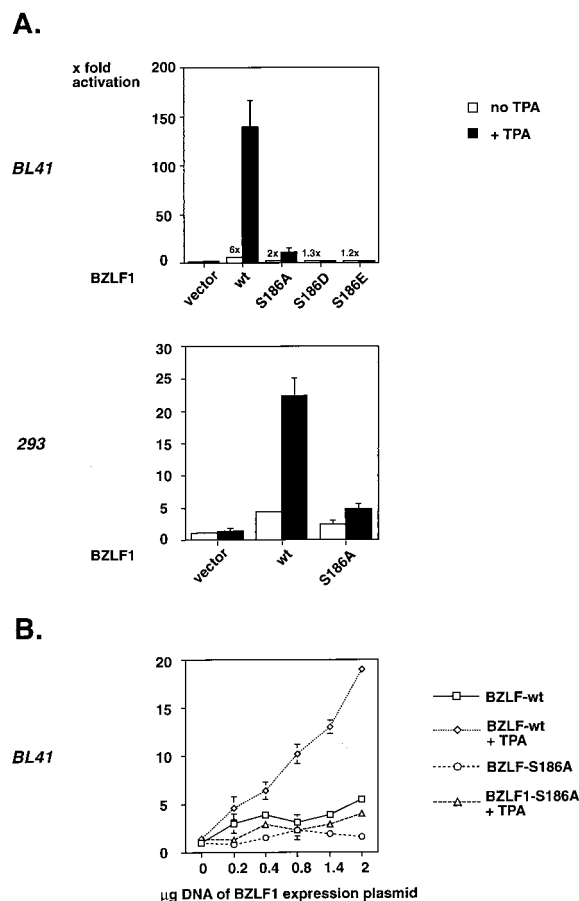 A.
x fold
activation
200
150
100
50
0
6x
2x
1.3x
1.2x
no TPA
+ TPA
BL41
BZLF1
vector
wt
S186A
S186D
S186E
30
25
20
15
10
5
0
293
BZLF1
vector
wt
S186A
B.
20
15
10
5
0
BL41
BZLF-wt
BZLF-wt
+ TPA
BZLF-S186A
BZLF1-S186A
+ TPA
0 0.2 0.4 0.8 1.4 2
µg DNA of BZLF1 expression plasmid